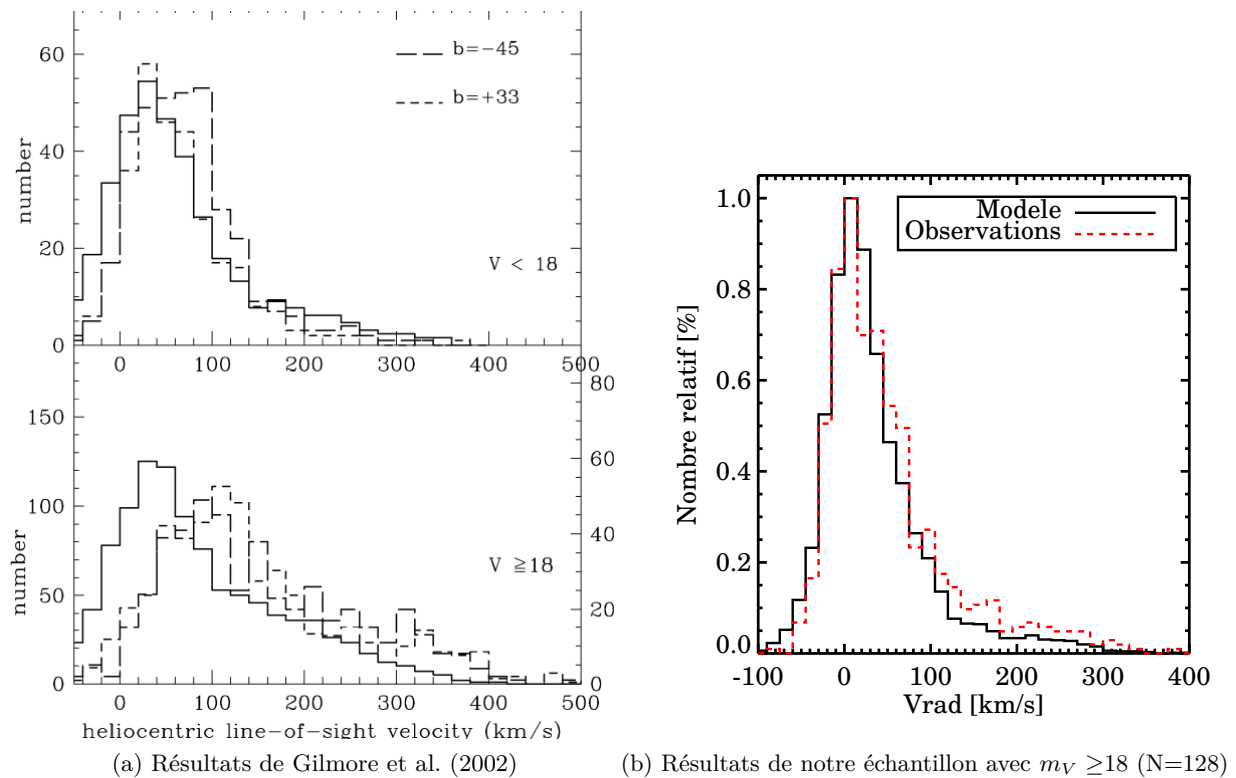 b=−45
b=+33
60
40
20
0
number
V < 18
0
100
200
300
400
500
80
60
40
20
0
150
100
50
0
number
V ≧18
0
100
200
300
400
500
heliocentric line−of−sight velocity (km/s)
(a) Résultats de Gilmore et al. (2002)
Modele
Observations
1.0
0.8
0.6
0.4
0.2
0.0
Nombre relatif [%]
-100
0
100
200
300
400
Vrad [km/s]
(b) Résultats de notre échantillon avec m_V ≥18 (N=128)